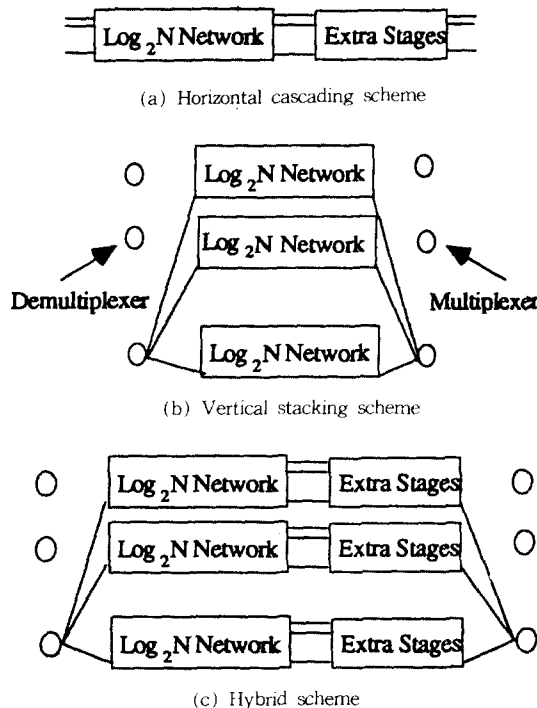 Log 2N Network Extra Stages
(a) Horizontal cascading scheme
Log 2N Network
Log 2N Network
Demultiplexer Multiplexer
Log 2N Network
(b) Vertical stacking scheme
Log 2N Network Extra Stages
Log 2N Network Extra Stages
Log 2N Network Extra Stages
(c) Hybrid scheme